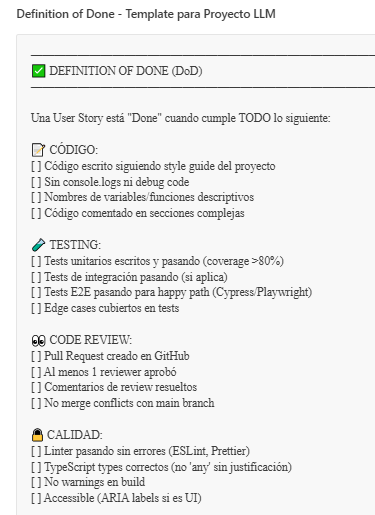 Definition of Done - Template para Proyecto LLM
✅ DEFINITION OF DONE (DoD)
Una User Story está "Done" cuando cumple TODO lo siguiente:
📝 CÓDIGO:
[ ] Código escrito siguiendo style guide del proyecto
[ ] Sin console.logs ni debug code
[ ] Nombres de variables/funciones descriptivos
[ ] Código comentado en secciones complejas
🧪 TESTING:
[ ] Tests unitarios escritos y pasando (coverage >80%)
[ ] Tests de integración pasando (si aplica)
[ ] Tests E2E pasando para happy path (Cypress/Playwright)
[ ] Edge cases cubiertos en tests
👀 CODE REVIEW:
[ ] Pull Request creado en GitHub
[ ] Al menos 1 reviewer aprobó
[ ] Comentarios de review resueltos
[ ] No merge conflicts con main branch
🔒 CALIDAD:
[ ] Linter pasando sin errores (ESLint, Prettier)
[ ] TypeScript types correctos (no 'any' sin justificación)
[ ] No warnings en build
[ ] Accessible (ARIA labels si es UI)